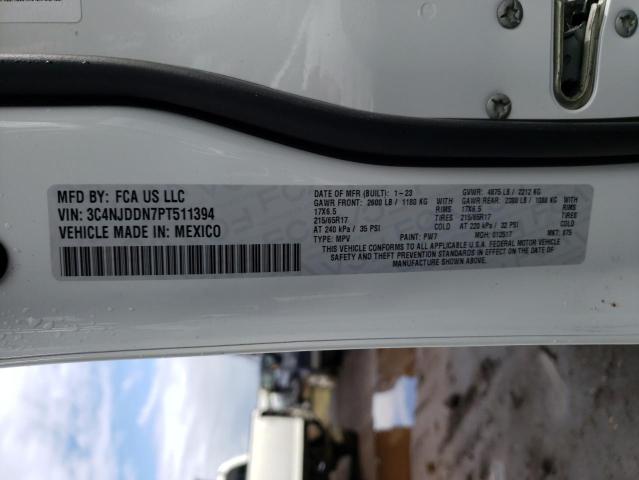 MFD BY: FCA US LLC
VIN: 3C4NJDDN7PT511394
VEHICLE MADE IN: MEXICO
DATE OF MFR (BUILT): 1-23 GVWR: 4875 LB / 2212 KG
GAWR FRONT: 2600 LB / 1180 KG GAWR REAR: 2380 LB / 1080 KG
17X6.5 RIMS 17X6.5 RIMS
215/65R17 TIRES 215/65R17 TIRES
AT 240 kPa / 35 PSI COLD AT 220 kPa / 32 PSI COLD
TYPE: MPV PAINT: PW7 MDH: 010517 MKT: 875
THIS VEHICLE CONFORMS TO ALL APPLICABLE U.S.A. FEDERAL MOTOR VEHICLE
SAFETY AND THEFT PREVENTION STANDARDS IN EFFECT ON THE DATE OF
MANUFACTURE SHOWN ABOVE.